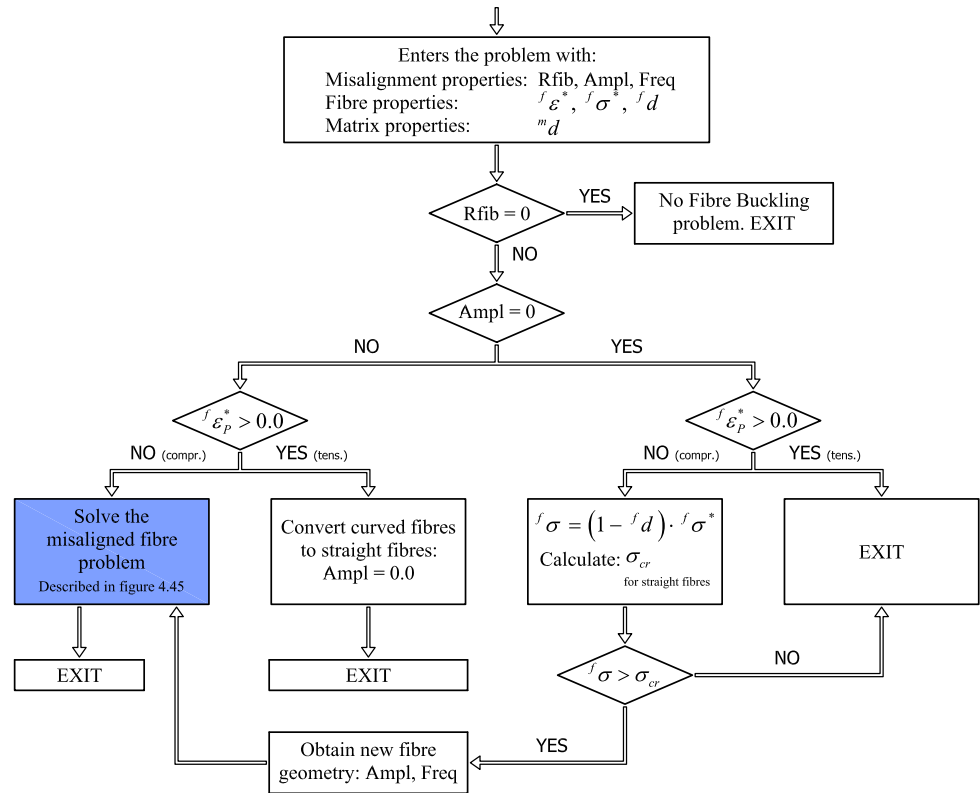 Enters the problem with:
Misalignment properties: Rfib, Ampl, Freq
Fibre properties: ᶠε*, ᶠσ*, ᶠd
Matrix properties: ᵐd
Rfib = 0
YES
No Fibre Buckling
problem. EXIT
NO
Ampl = 0
NO
YES
ᶠε*_P > 0.0
ᶠε*_P > 0.0
NO (compr.)
YES (tens.)
NO (compr.)
YES (tens.)
Solve the
misaligned fibre
problem
Described in figure 4.45
Convert curved fibres
to straight fibres:
Ampl = 0.0
ᶠσ = (1 − ᶠd) · ᶠσ*
Calculate: σ_cr
for straight fibres
EXIT
EXIT
EXIT
ᶠσ > σ_cr
NO
YES
Obtain new fibre
geometry: Ampl, Freq